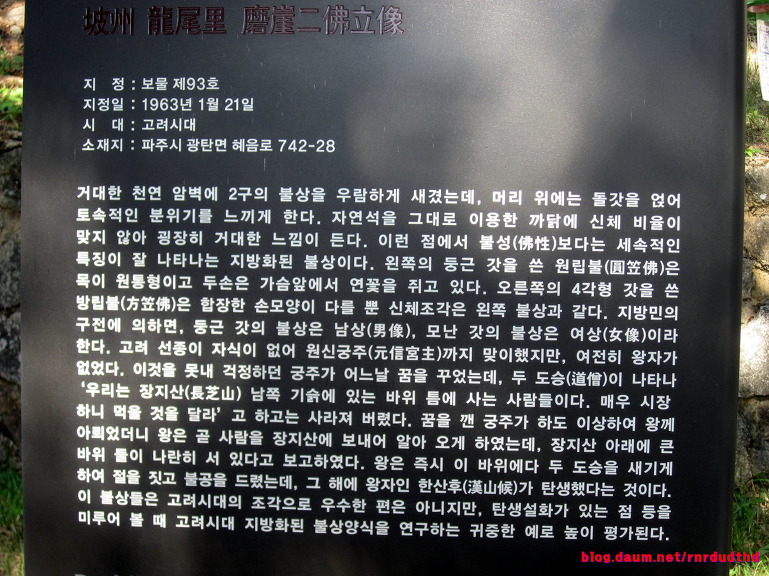 坡州 龍尾里 磨崖二佛立像
지 정 : 보물 제93호
지정일 : 1963년 1월 21일
시 대 : 고려시대
소재지 : 파주시 광탄면 혜음로 742-28
거대한 천연 암벽에 2구의 불상을 우람하게 새겼는데, 머리 위에는 돌갓을 얹어
토속적인 분위기를 느끼게 한다. 자연석을 그대로 이용한 까닭에 신체 비율이
맞지 않아 굉장히 거대한 느낌이 든다. 이런 점에서 불성(佛性)보다는 세속적인
특징이 잘 나타나는 지방화된 불상이다. 왼쪽의 둥근 갓을 쓴 원립불(圓笠佛)은
목이 원통형이고 두손은 가슴앞에서 연꽃을 쥐고 있다. 오른쪽의 4각형 갓을 쓴
방립불(方笠佛)은 합장한 손모양이 다를 뿐 신체조각은 왼쪽 불상과 같다. 지방민의
구전에 의하면, 둥근 갓의 불상은 남상(男像), 모난 갓의 불상은 여상(女像)이라
한다. 고려 선종이 자식이 없어 원신궁주(元信宮主)까지 맞이했지만, 여전히 왕자가
없었다. 이것을 못내 걱정하던 궁주가 어느날 꿈을 꾸었는데, 두 도승(道僧)이 나타나
‘우리는 장지산(長芝山) 남쪽 기슭에 있는 바위 틈에 사는 사람들이다. 매우 시장
하니 먹을 것을 달라’고 하고는 사라져 버렸다. 꿈을 깬 궁주가 하도 이상하여 왕께
아뢰었더니 왕은 곧 사람을 장지산에 보내어 알아 오게 하였는데, 장지산 아래에 큰
바위 둘이 나란히 서 있다고 보고하였다. 왕은 즉시 이 바위에다 두 도승을 새기게
하여 절을 짓고 불공을 드렸는데, 그 해에 왕자인 한산후(漢山候)가 탄생했다는 것이다.
이 불상들은 고려시대의 조각으로 우수한 편은 아니지만, 탄생설화가 있는 점 등을
미루어 볼 때 고려시대 지방화된 불상양식을 연구하는 귀중한 예로 높이 평가된다.
blog.daum.net/rnrdudthd